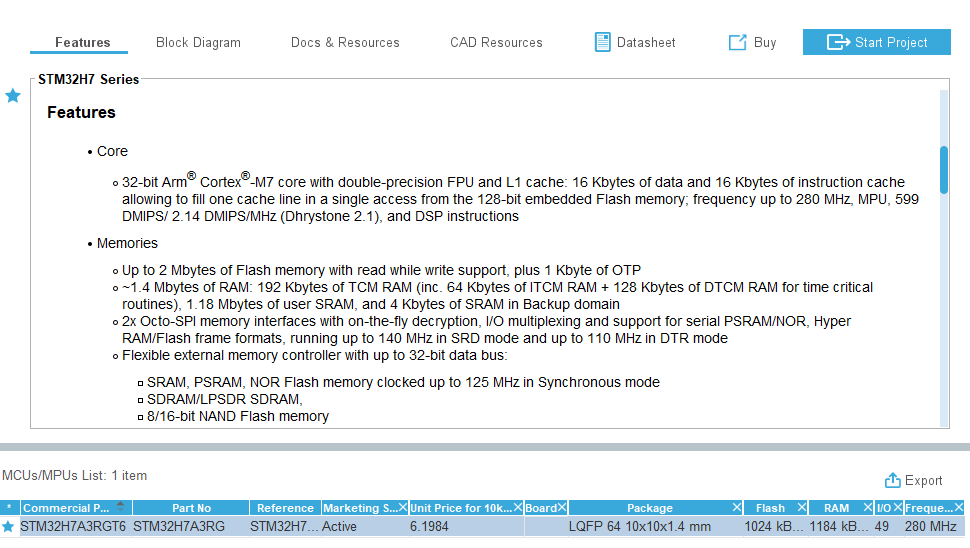 Features Block Diagram Docs & Resources CAD Resources Datasheet Buy Start Project
STM32H7 Series
Features
• Core
32-bit Arm® Cortex®-M7 core with double-precision FPU and L1 cache: 16 Kbytes of data and 16 Kbytes of instruction cache
allowing to fill one cache line in a single access from the 128-bit embedded Flash memory; frequency up to 280 MHz, MPU, 599
DMIPS/ 2.14 DMIPS/MHz (Dhrystone 2.1), and DSP instructions
• Memories
Up to 2 Mbytes of Flash memory with read while write support, plus 1 Kbyte of OTP
~1.4 Mbytes of RAM: 192 Kbytes of TCM RAM (inc. 64 Kbytes of ITCM RAM + 128 Kbytes of DTCM RAM for time critical
routines), 1.18 Mbytes of user SRAM, and 4 Kbytes of SRAM in Backup domain
2x Octo-SPI memory interfaces with on-the-fly decryption, I/O multiplexing and support for serial PSRAM/NOR, Hyper
RAM/Flash frame formats, running up to 140 MHz in SRD mode and up to 110 MHz in DTR mode
Flexible external memory controller with up to 32-bit data bus:
SRAM, PSRAM, NOR Flash memory clocked up to 125 MHz in Synchronous mode
SDRAM/LPSDR SDRAM,
8/16-bit NAND Flash memory
MCUs/MPUs List: 1 item
Export
* Commercial P... Part No Reference Marketing S... Unit Price for 10k... Board Package Flash RAM I/O Freque...
STM32H7A3RGT6 STM32H7A3RG STM32H7... Active 6.1984 LQFP 64 10x10x1.4 mm 1024 kB... 1184 kB... 49 280 MHz